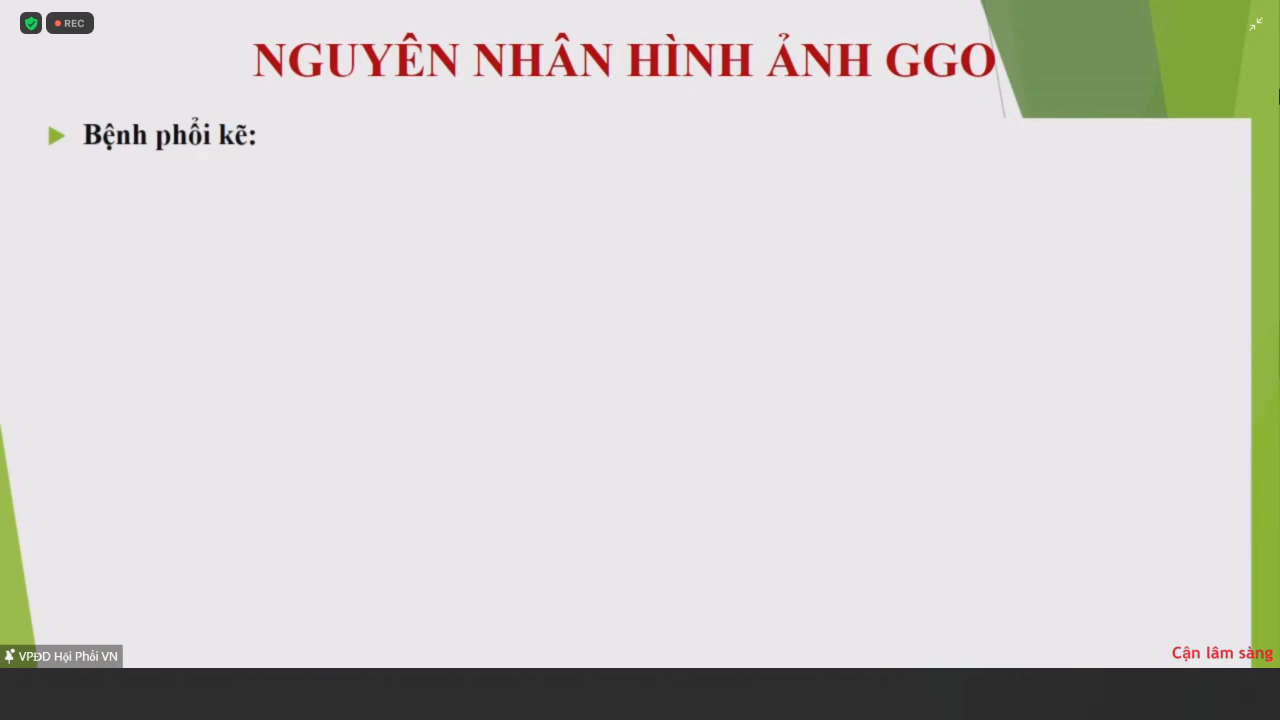 REC
NGUYÊN NHÂN HÌNH ẢNH GGO
Bệnh phổi kẽ:
VPĐD Hội Phổi VN
Cận lâm sàng